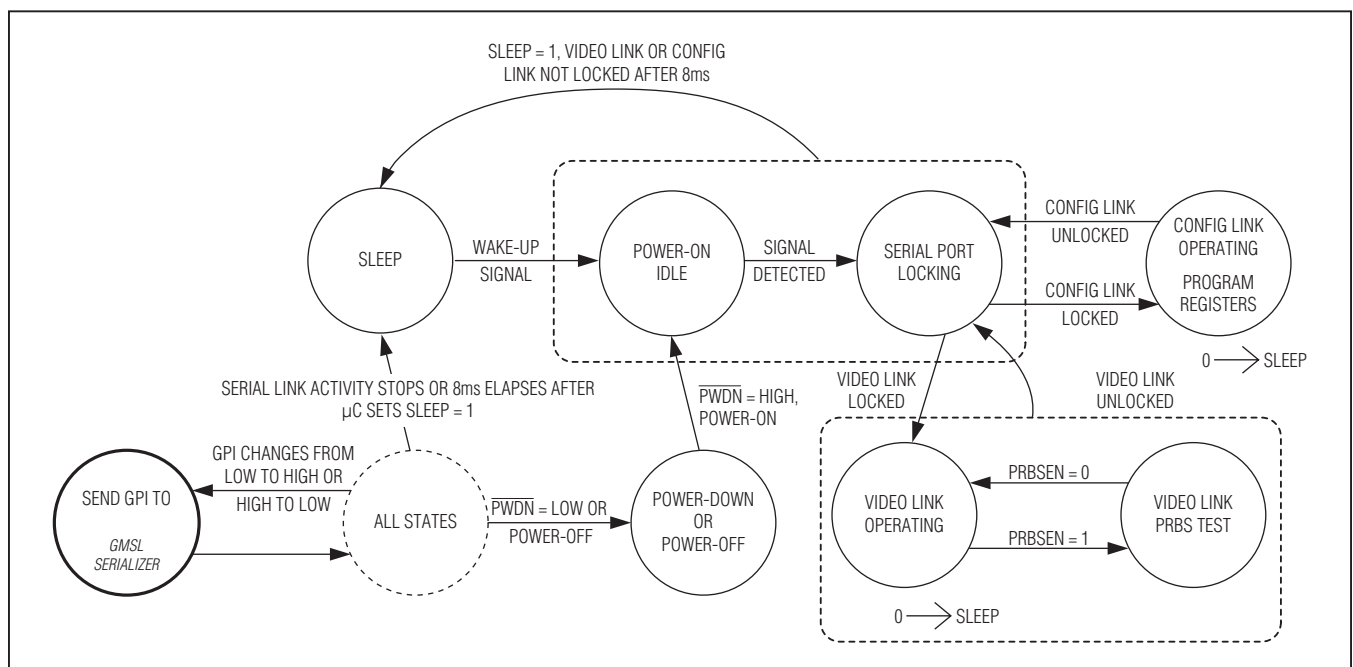 SLEEP = 1, VIDEO LINK OR CONFIG
LINK NOT LOCKED AFTER 8ms
SLEEP
WAKE-UP
SIGNAL
POWER-ON
IDLE
SIGNAL
DETECTED
SERIAL PORT
LOCKING
CONFIG LINK
UNLOCKED
CONFIG LINK
LOCKED
CONFIG LINK
OPERATING
PROGRAM
REGISTERS
0 → SLEEP
SERIAL LINK ACTIVITY STOPS OR 8ms ELAPSES AFTER
µC SETS SLEEP = 1
PWDN = HIGH,
POWER-ON
VIDEO LINK
LOCKED
VIDEO LINK
UNLOCKED
GPI CHANGES FROM
LOW TO HIGH OR
HIGH TO LOW
SEND GPI TO
GMSL
SERIALIZER
ALL STATES
PWDN = LOW OR
POWER-OFF
POWER-DOWN
OR
POWER-OFF
VIDEO LINK
OPERATING
PRBSEN = 0
PRBSEN = 1
VIDEO LINK
PRBS TEST
0 → SLEEP